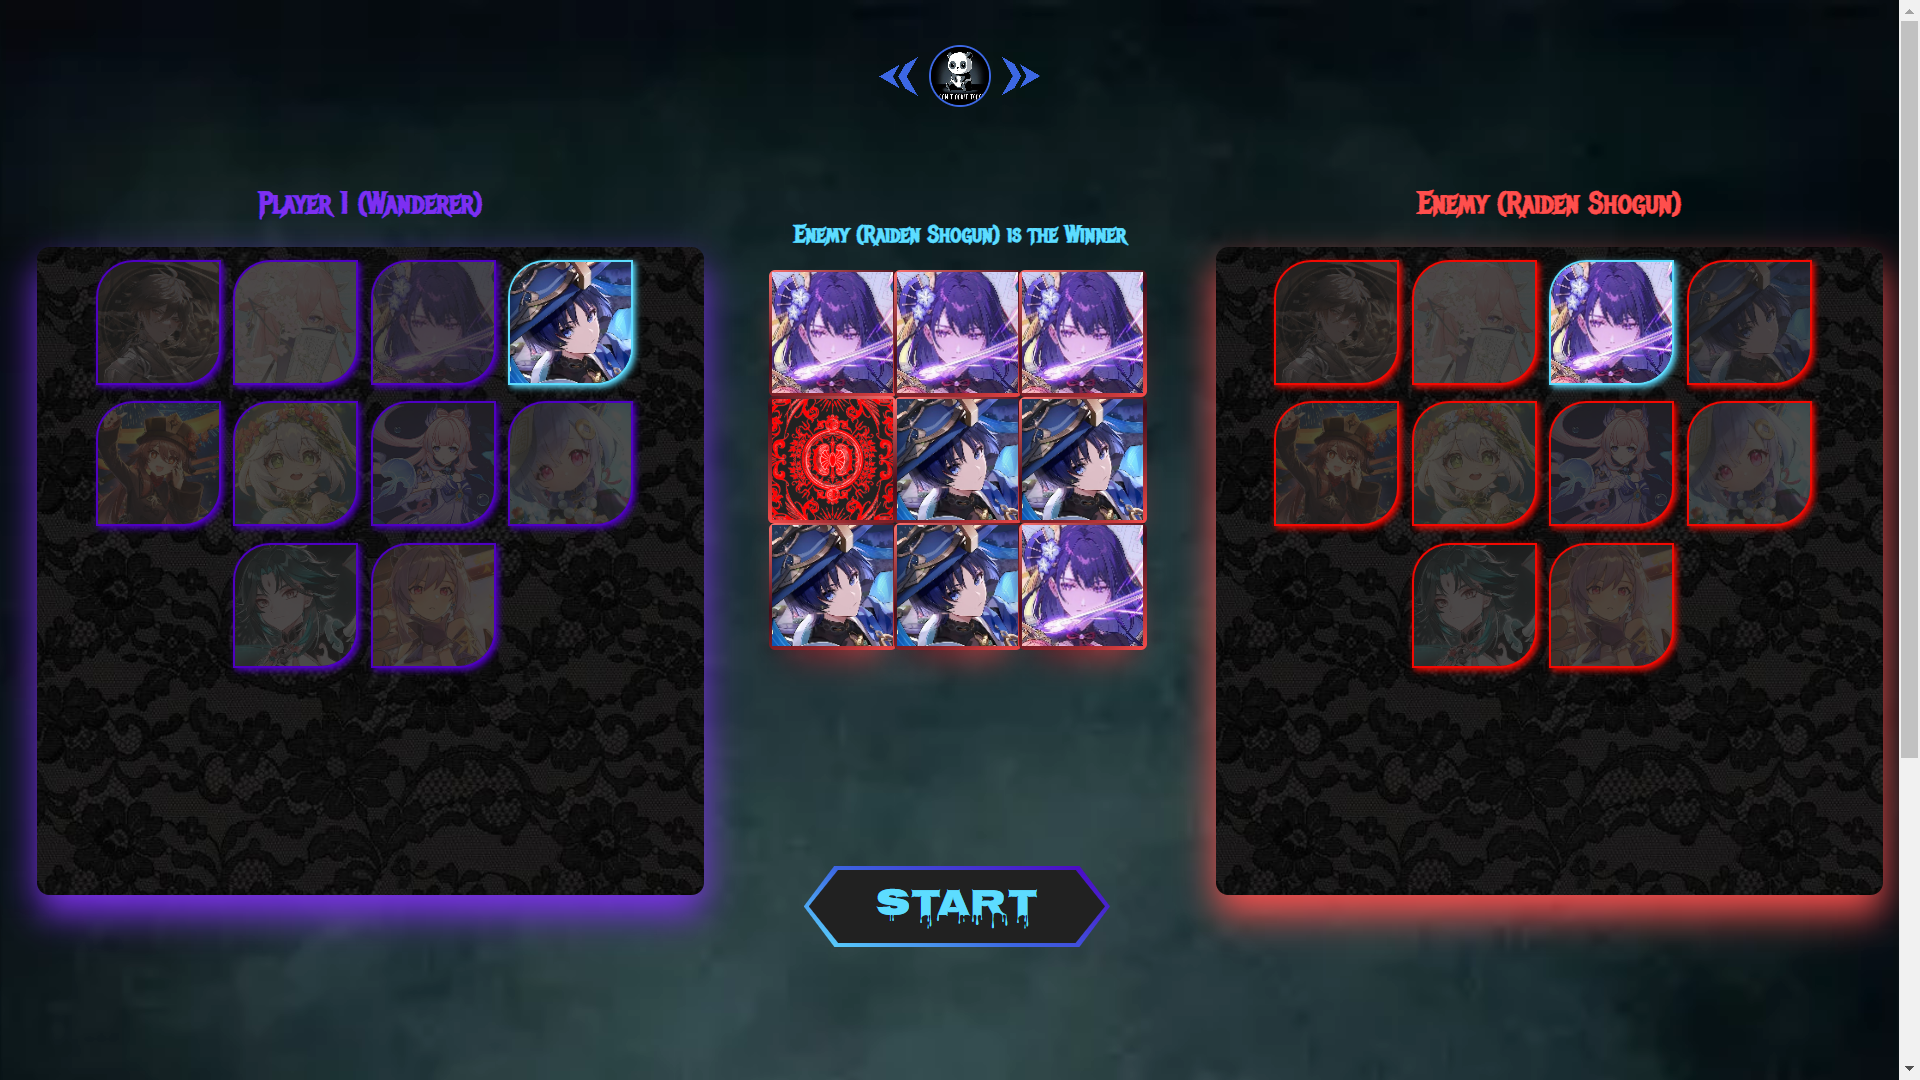 Player 1 (Wanderer)
Enemy (Raiden Shogun)
Enemy (Raiden Shogun) is the Winner
START